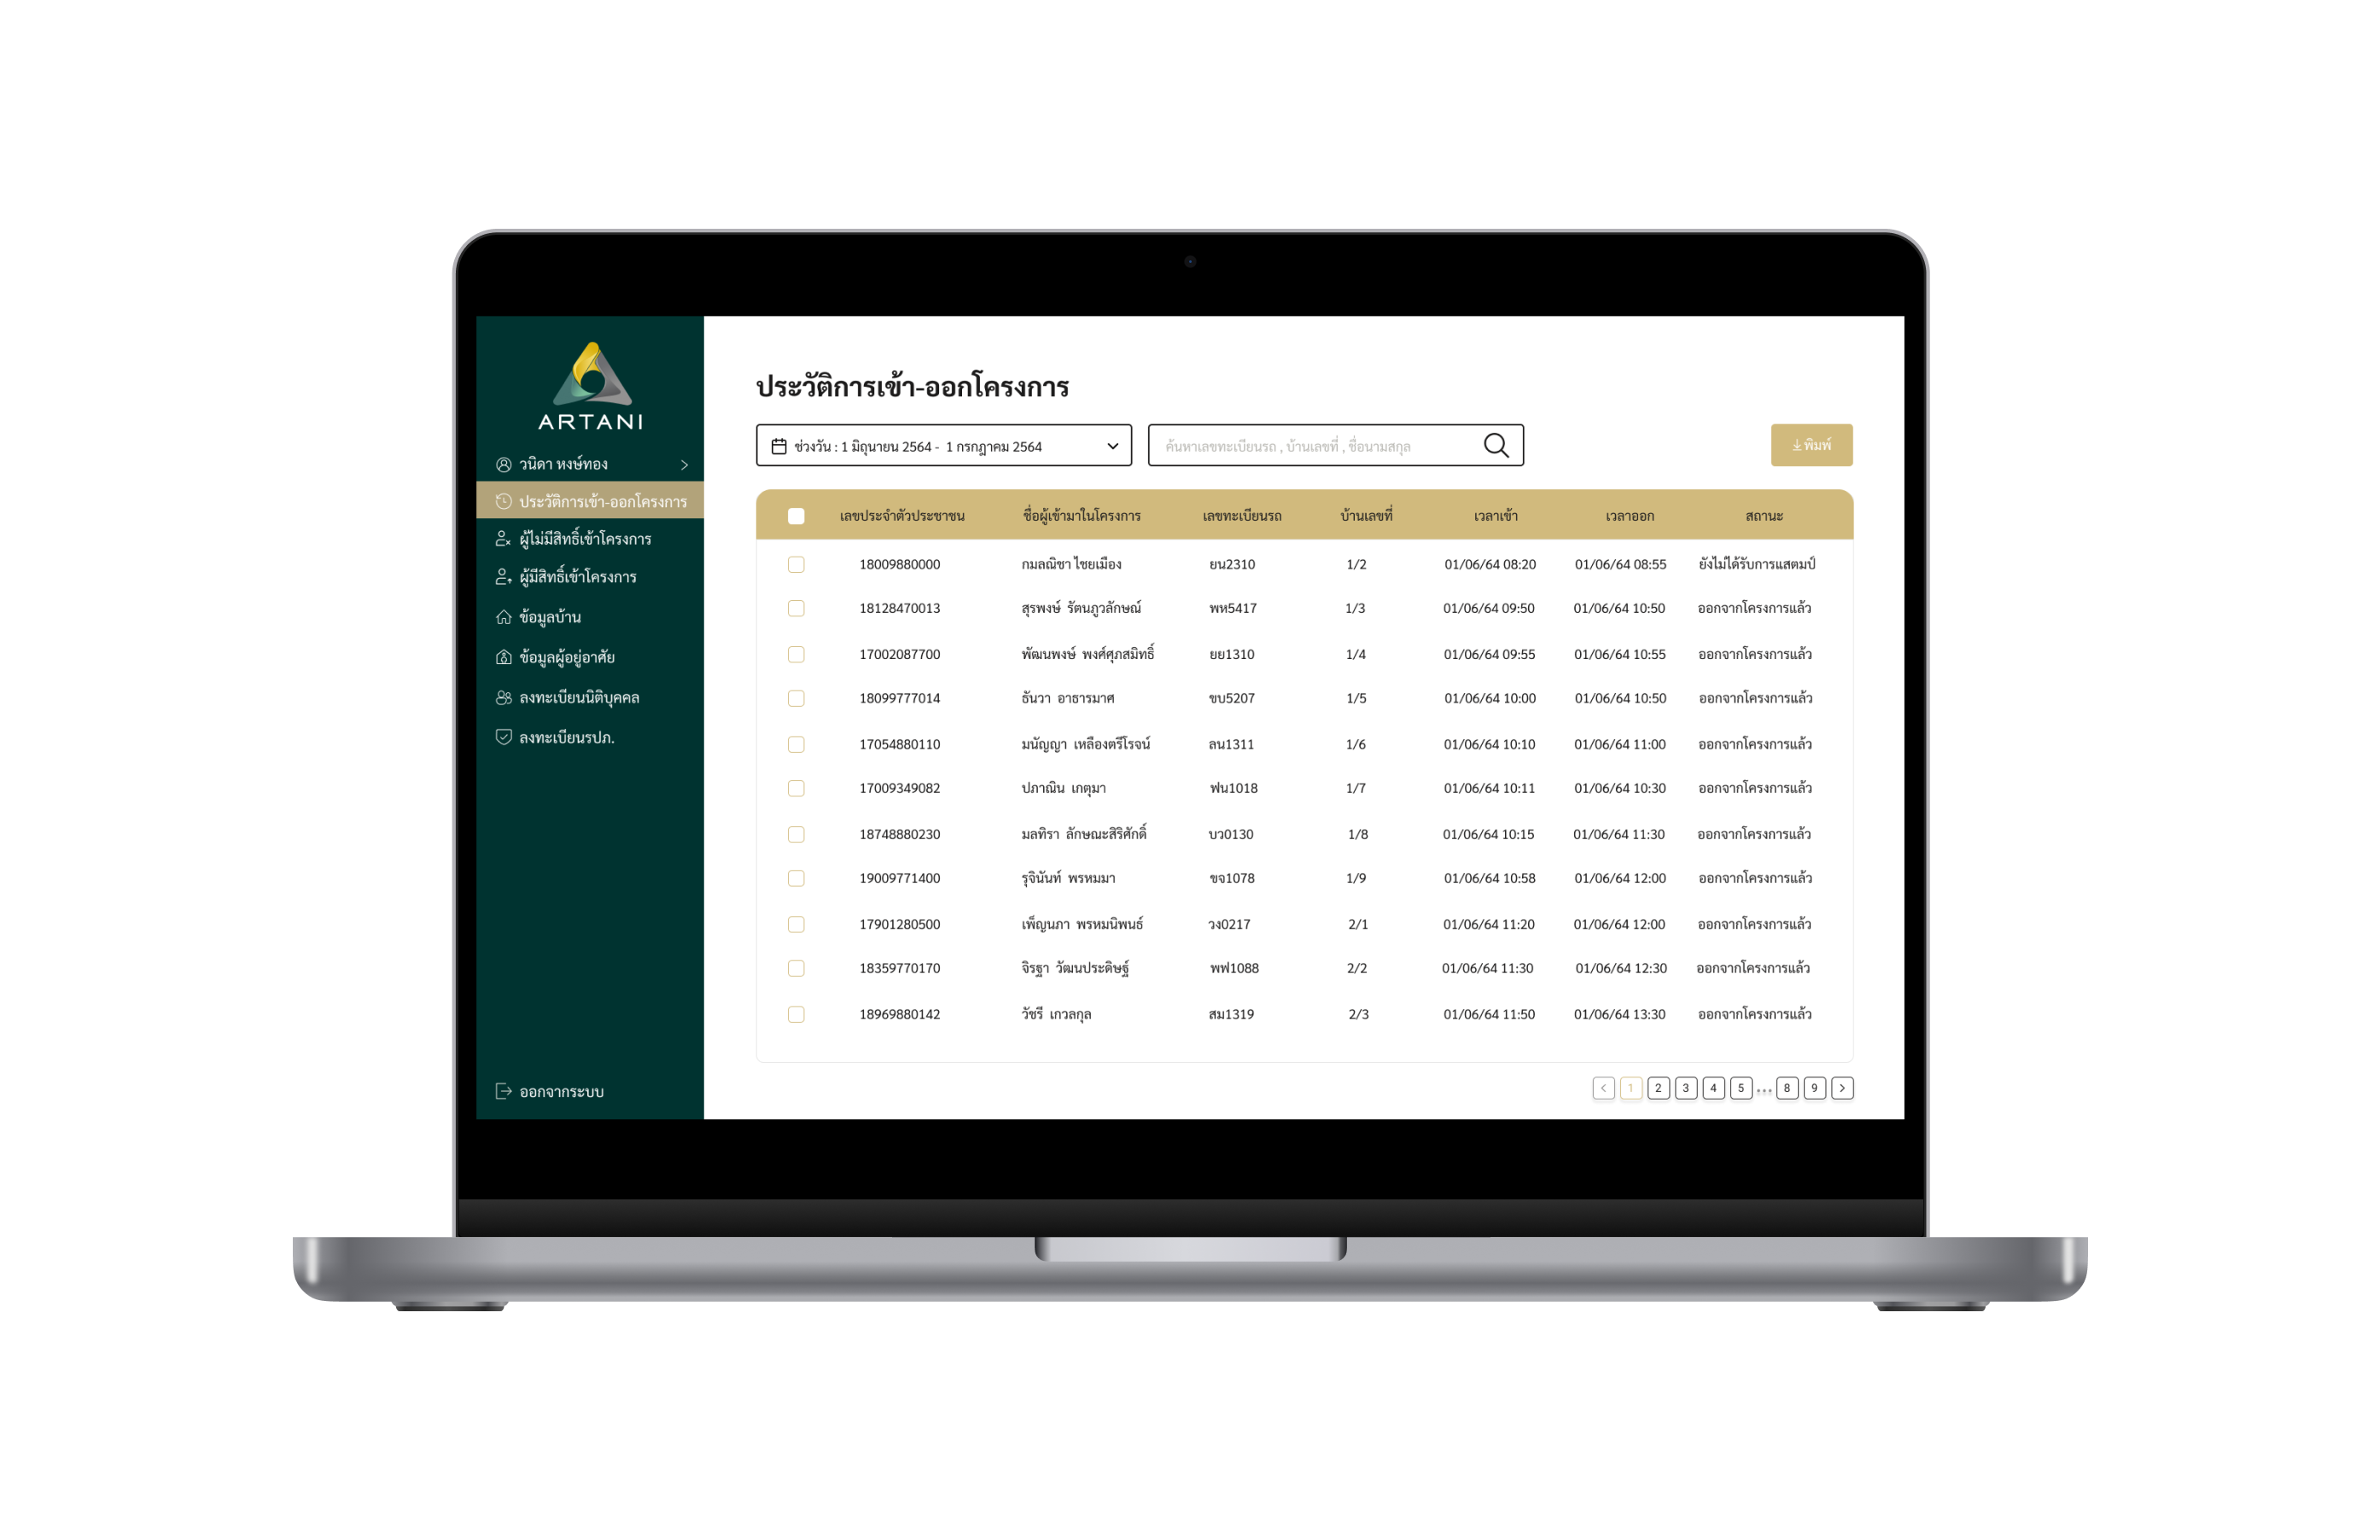 ARTANI
วนิดา หงษ์ทอง
ประวัติการเข้า-ออกโครงการ
ผู้ไม่มีสิทธิ์เข้าโครงการ
ผู้มีสิทธิ์เข้าโครงการ
ข้อมูลบ้าน
ข้อมูลผู้อยู่อาศัย
ลงทะเบียนนิติบุคคล
ลงทะเบียนรปภ.
ออกจากระบบ
ประวัติการเข้า-ออกโครงการ
ช่วงวัน : 1 มิถุนายน 2564 - 1 กรกฎาคม 2564
ค้นหาเลขทะเบียนรถ , บ้านเลขที่ , ชื่อนามสกุล
พิมพ์
เลขประจำตัวประชาชน ชื่อผู้เข้ามาในโครงการ เลขทะเบียนรถ บ้านเลขที่ เวลาเข้า เวลาออก สถานะ
18009880000 กมลณิชา ไชยเมือง ยน2310 1/2 01/06/64 08:20 01/06/64 08:55 ยังไม่ได้รับการแสตมป์
18128470013 สุรพงษ์ รัตนภูวลักษณ์ พห5417 1/3 01/06/64 09:50 01/06/64 10:50 ออกจากโครงการแล้ว
17002087700 พัฒนพงษ์ พงศ์ศุภสมิทธิ์ ยย1310 1/4 01/06/64 09:55 01/06/64 10:55 ออกจากโครงการแล้ว
18099777014 ธันวา อาธารมาศ ขบ5207 1/5 01/06/64 10:00 01/06/64 10:50 ออกจากโครงการแล้ว
17054880110 มนัญญา เหลืองตรีโรจน์ ลน1311 1/6 01/06/64 10:10 01/06/64 11:00 ออกจากโครงการแล้ว
17009349082 ปภาณิน เกตุมา ฟน1018 1/7 01/06/64 10:11 01/06/64 10:30 ออกจากโครงการแล้ว
18748880230 มลทิรา ลักษณะสิริศักดิ์ บว0130 1/8 01/06/64 10:15 01/06/64 11:30 ออกจากโครงการแล้ว
19009771400 รุจินันท์ พรหมมา ขจ1078 1/9 01/06/64 10:58 01/06/64 12:00 ออกจากโครงการแล้ว
17901280500 เพ็ญนภา พรหมนิพนธ์ วง0217 2/1 01/06/64 11:20 01/06/64 12:00 ออกจากโครงการแล้ว
18359770170 จิรฐา วัฒนประดิษฐ์ พฟ1088 2/2 01/06/64 11:30 01/06/64 12:30 ออกจากโครงการแล้ว
18969880142 วัชรี เกวลกุล สม1319 2/3 01/06/64 11:50 01/06/64 13:30 ออกจากโครงการแล้ว
< 1 2 3 4 5 ... 8 9 >